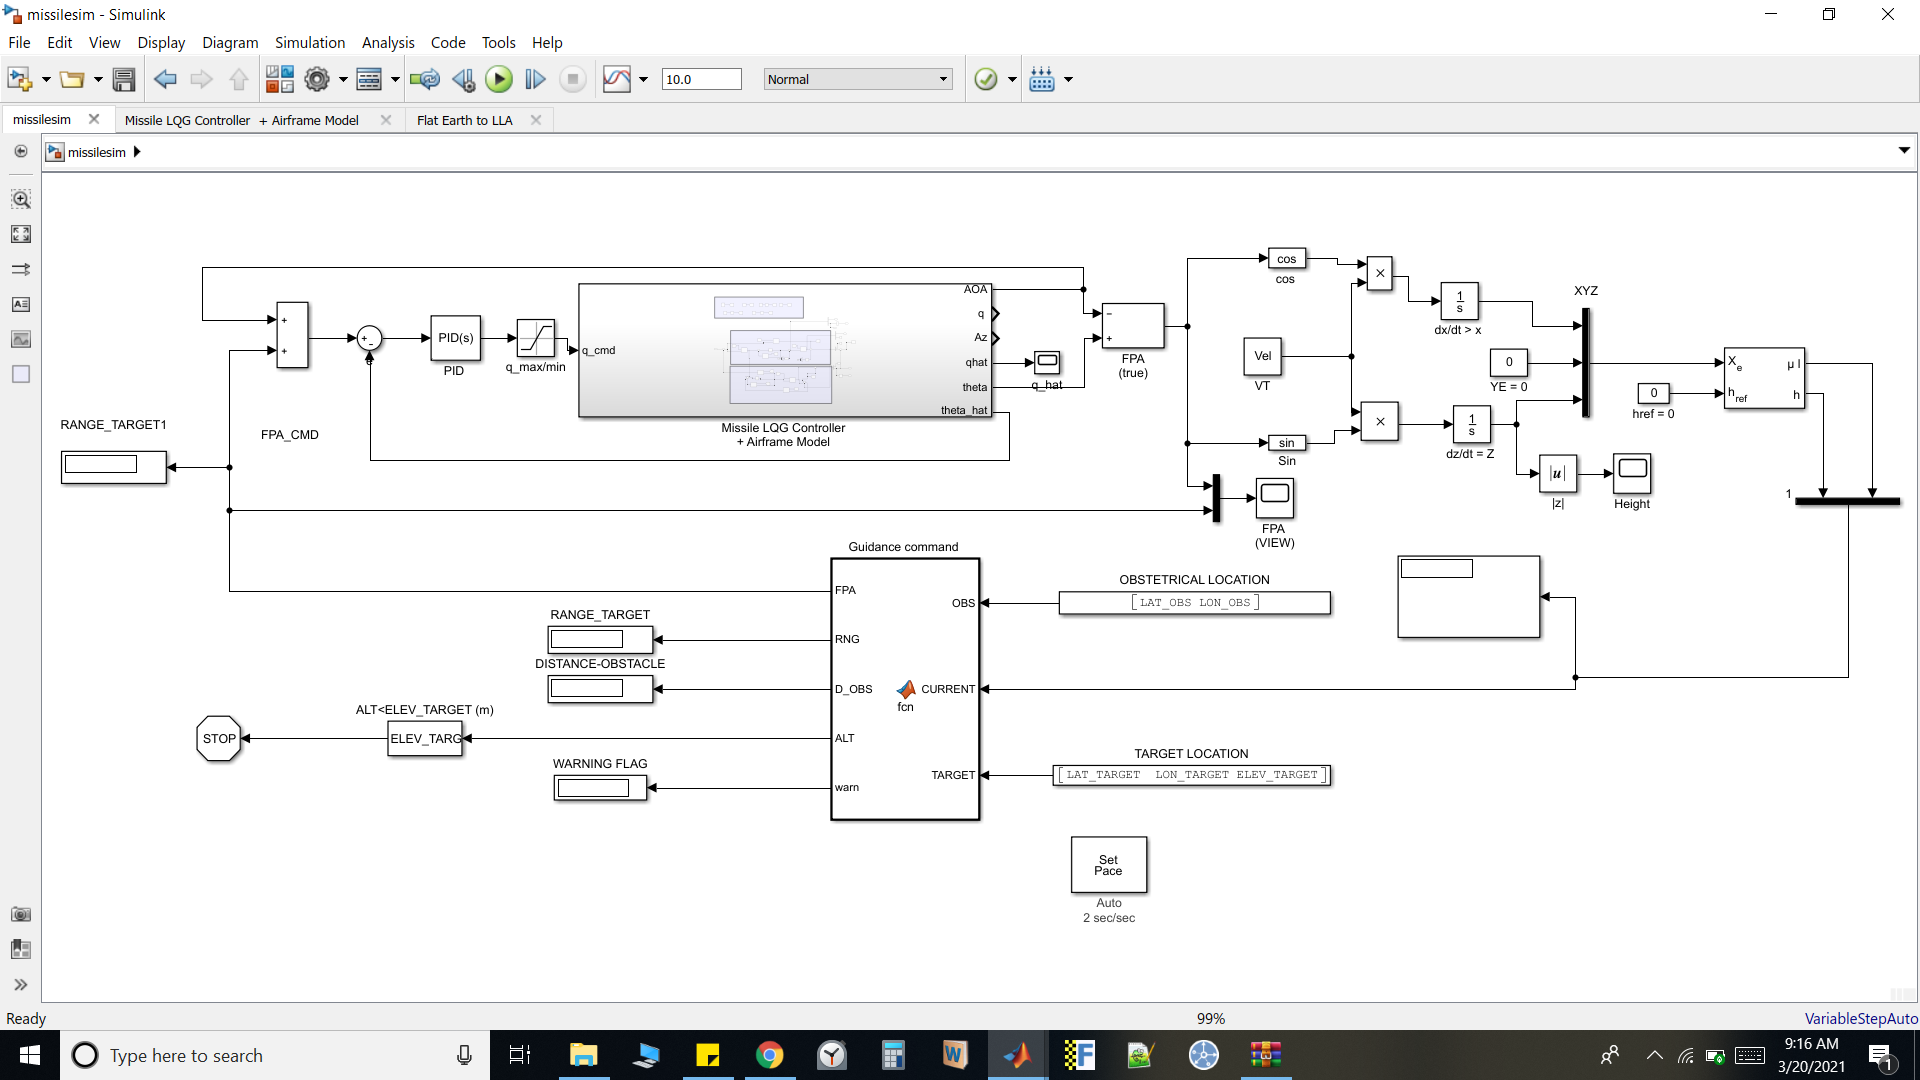 missilesim - Simulink
File Edit View Display Diagram Simulation Analysis Code Tools Help
10.0
Normal
missilesim
Missile LQG Controller + Airframe Model
Flat Earth to LLA
missilesim
RANGE_TARGET1
FPA_CMD
+
+
+
-
e
PID(s)
PID
q_max/min
q_cmd
AOA
q
Az
qhat
theta
theta_hat
Missile LQG Controller
+ Airframe Model
q_hat
−
+
FPA
(true)
cos
cos
Vel
VT
sin
Sin
×
×
1
s
dx/dt > x
1
s
dz/dt = Z
XYZ
0
YE = 0
0
href = 0
Xe
href
μ l
h
|u|
|z|
Height
1
FPA
(VIEW)
Guidance command
FPA
RNG
D_OBS
ALT
warn
OBS
CURRENT
TARGET
fcn
RANGE_TARGET
DISTANCE-OBSTACLE
ALT<ELEV_TARGET (m)
ELEV_TARG
STOP
WARNING FLAG
OBSTETRICAL LOCATION
[ LAT_OBS LON_OBS ]
TARGET LOCATION
[ LAT_TARGET LON_TARGET ELEV_TARGET ]
Set
Pace
Auto
2 sec/sec
Ready
99%
VariableStepAuto
Type here to search
9:16 AM
3/20/2021
1